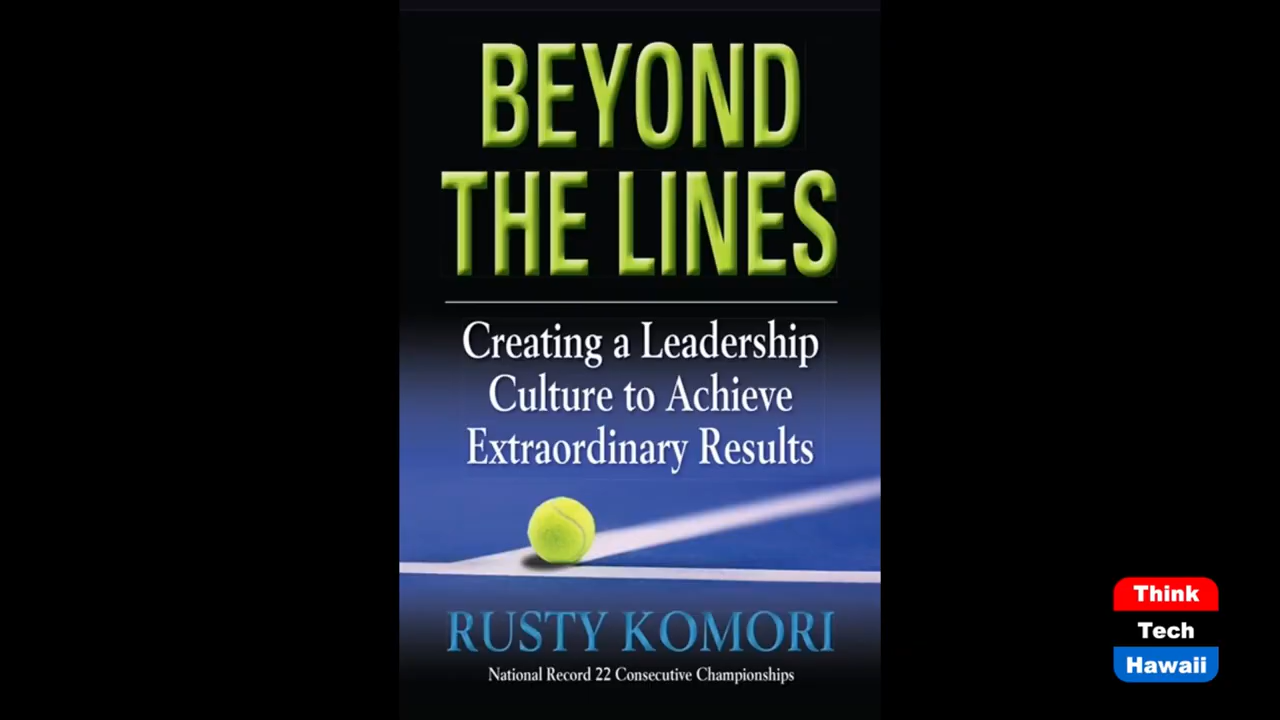 BEYOND
THE LINES
Creating a Leadership
Culture to Achieve
Extraordinary Results
RUSTY KOMORI
National Record 22 Consecutive Championships
Think
Tech
Hawaii